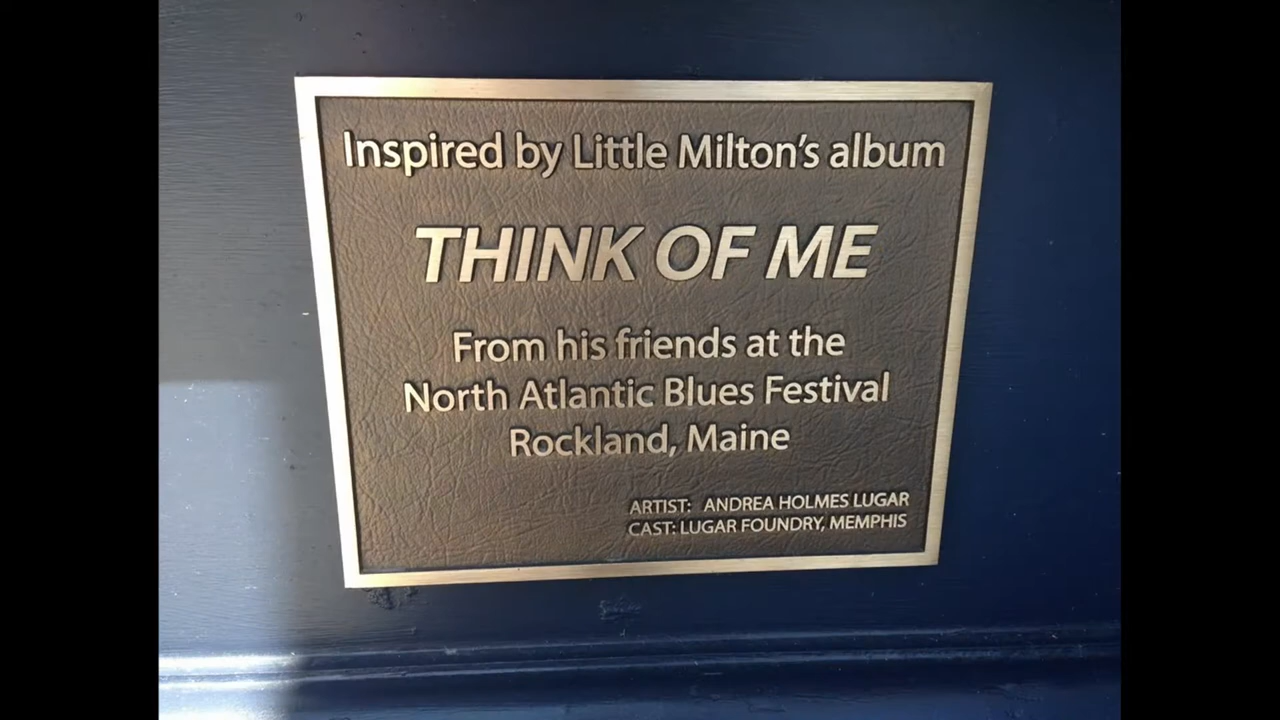 Inspired by Little Milton's album
THINK OF ME
From his friends at the
North Atlantic Blues Festival
Rockland, Maine
ARTIST: ANDREA HOLMES LUGAR
CAST: LUGAR FOUNDRY, MEMPHIS